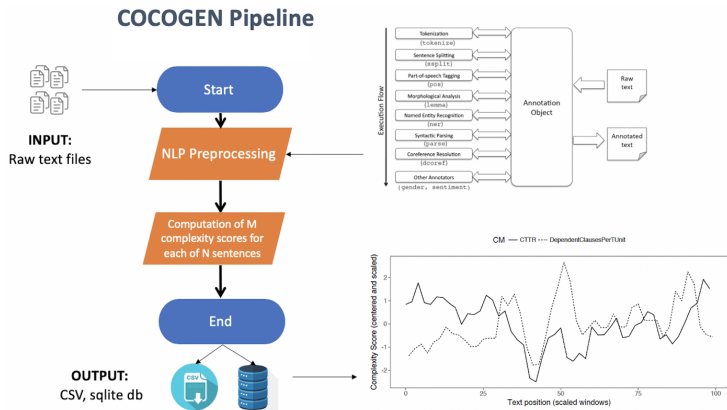 COCOGEN Pipeline
INPUT:
Raw text files
Start
NLP Preprocessing
Computation of M
complexity scores for
each of N sentences
End
OUTPUT:
CSV, sqlite db
CSV
Execution Flow
Tokenization
(tokenize)
Sentence Splitting
(ssplit)
Part-of-speech Tagging
(pos)
Morphological Analysis
(lemma)
Named Entity Recognition
(ner)
Syntactic Parsing
(parse)
Coreference Resolution
(dcoref)
Other Annotators
(gender, sentiment)
Annotation
Object
Raw
text
Annotated
text
CM CTTR DependentClausesPerTUnit
Complexity Score (centered and scaled)
2
1
0
-1
-2
0 25 50 75 100
Text position (scaled windows)